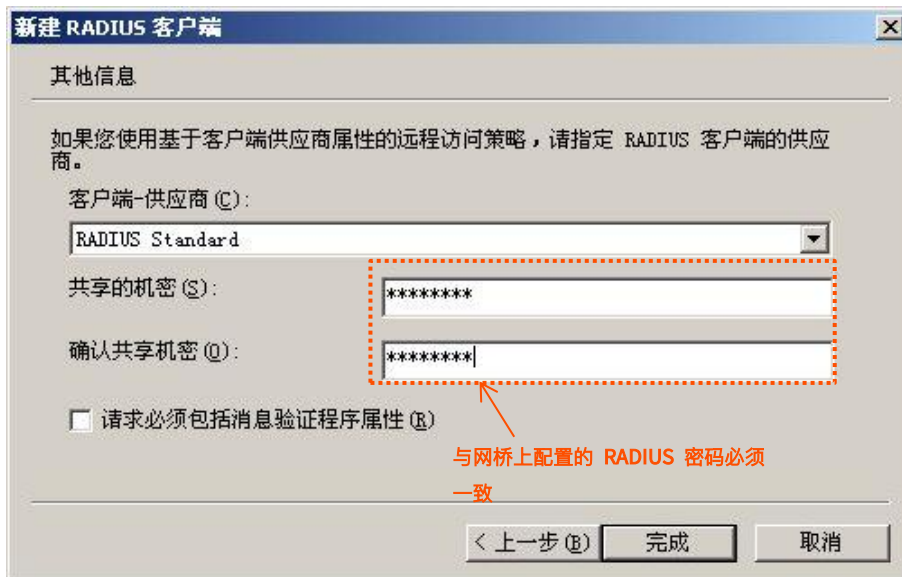 新建 RADIUS 客户端
其他信息
如果您使用基于客户端供应商属性的远程访问策略，请指定 RADIUS 客户端的供应
商。
客户端-供应商(C):
RADIUS Standard
共享的机密(S):
********
确认共享机密(O):
********
请求必须包括消息验证程序属性(R)
与网桥上配置的 RADIUS 密码必须
一致
< 上一步(B)
完成
取消